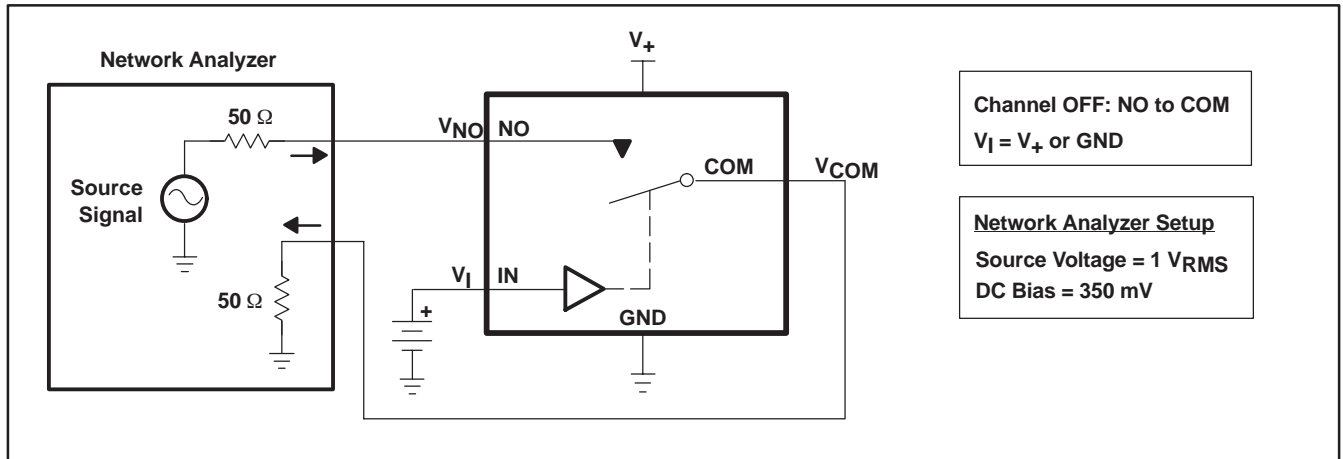 Network Analyzer
50 Ω
Source
Signal
50 Ω
V+
VNO
NO
COM
VCOM
VI
IN
+
GND
Channel OFF: NO to COM
VI = V+ or GND
Network Analyzer Setup
Source Voltage = 1 VRMS
DC Bias = 350 mV